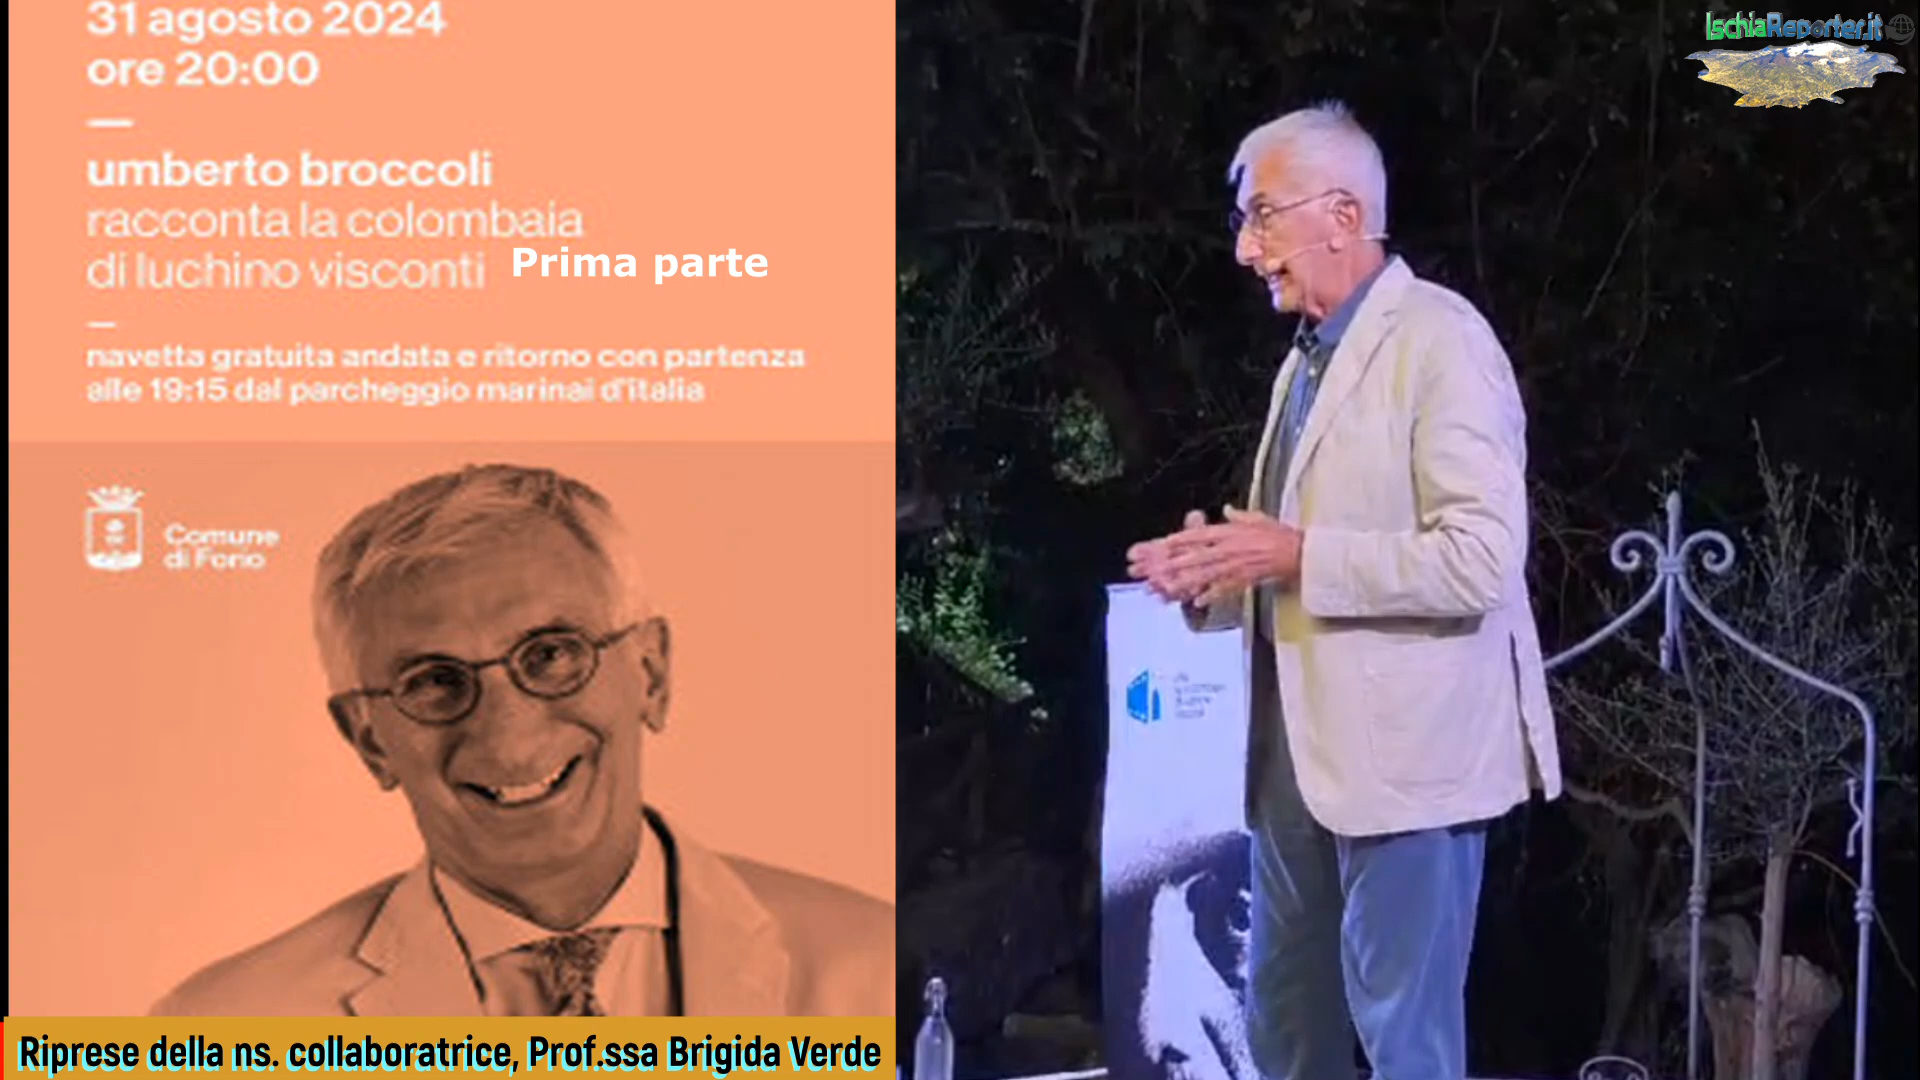 31 agosto 2024
ore 20:00
umberto broccoli
racconta la colombaia
di luchino visconti
Prima parte
navetta gratuita andata e ritorno con partenza
alle 19:15 dal parcheggio marinai d'italia
Comune
di Forio
Riprese della ns. collaboratrice, Prof.ssa Brigida Verde
IschiaReporter.it